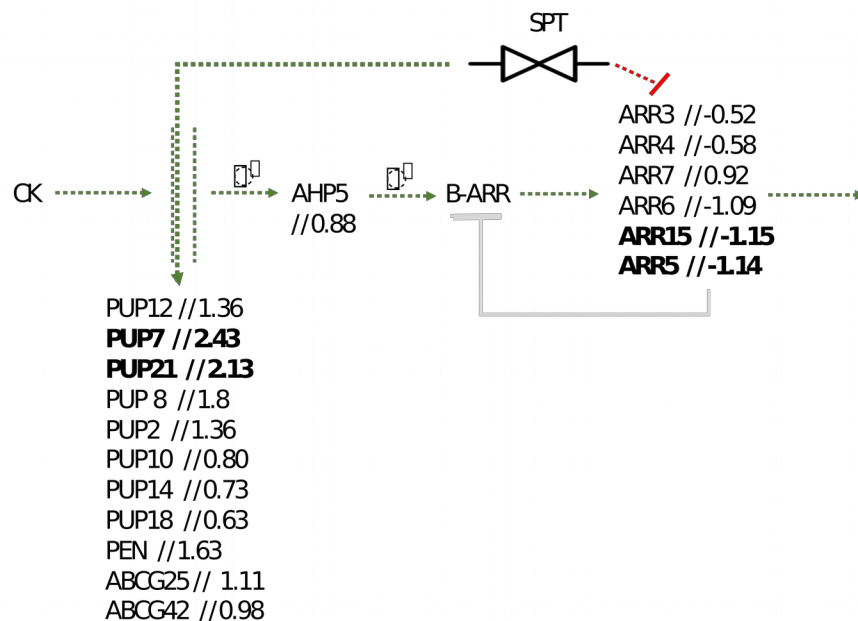 SPT
ARR3 //-0.52
ARR4 //-0.58
ARR7 //0.92
ARR6 //-1.09
ARR15 //-1.15
ARR5 //-1.14
CK
AHP5
//0.88
B-ARR
PUP12 //1.36
PUP7 //2.43
PUP21 //2.13
PUP 8 //1.8
PUP2 //1.36
PUP10 //0.80
PUP14 //0.73
PUP18 //0.63
PEN //1.63
ABCG25// 1.11
ABCG42 //0.98